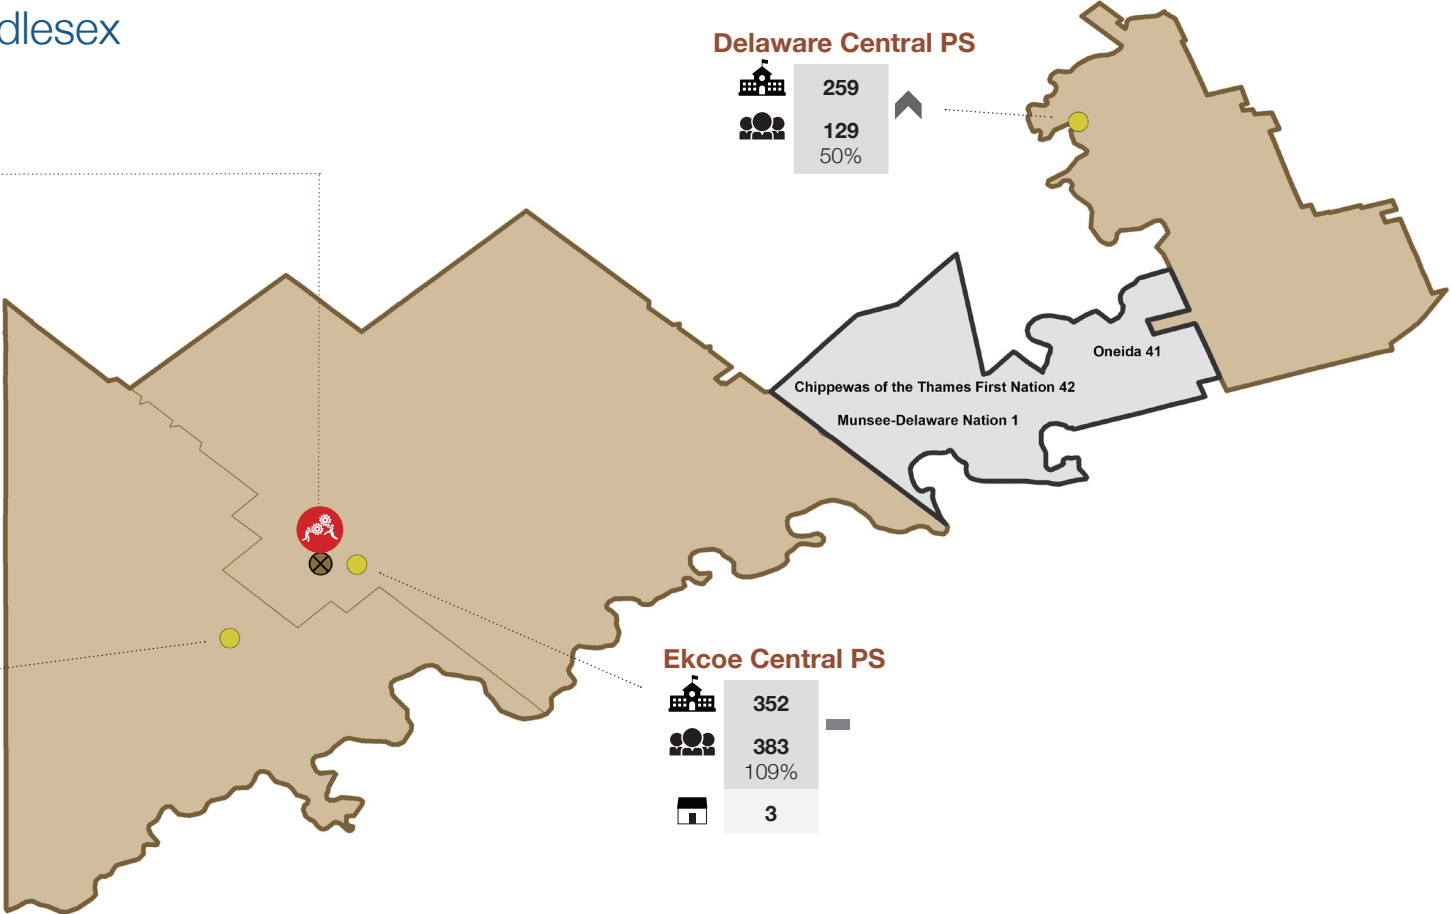 dlesex
Delaware Central PS
259
129
50%
Oneida 41
Chippewas of the Thames First Nation 42
Munsee-Delaware Nation 1
Ekcoe Central PS
352
383
109%
3